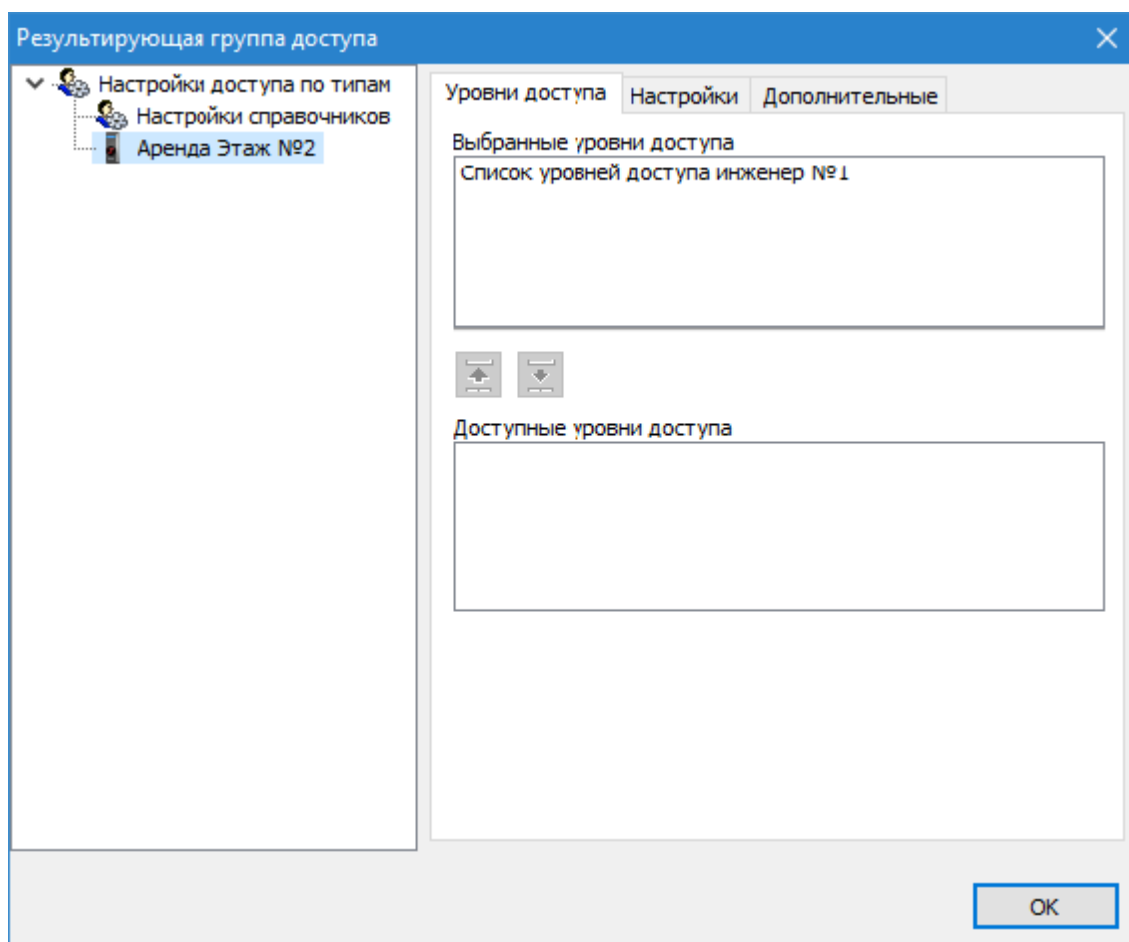 Результирующая группа доступа
Настройки доступа по типам
Настройки справочников
Аренда Этаж №2
Уровни доступа
Настройки
Дополнительные
Выбранные уровни доступа
Список уровней доступа инженер №1
Доступные уровни доступа
ОК